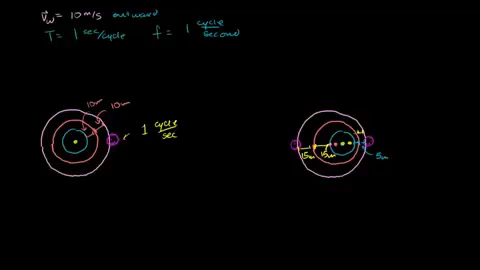 v⃗w = 10 m/s outward
T = 1 sec/cycle f = 1 cycle/second
10m 10m
1 cycle/sec
15m 15m 5m